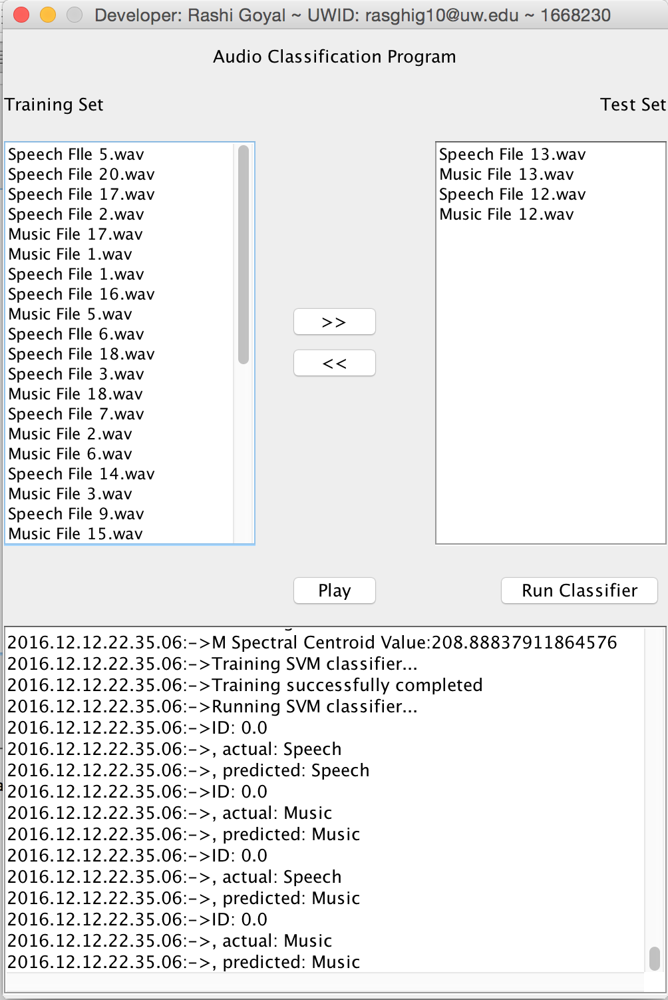 Developer: Rashi Goyal ~ UWID: rasghig10@uw.edu ~ 1668230
Audio Classification Program
Training Set
Test Set
Speech FIle 5.wav
Speech File 20.wav
Speech File 17.wav
Speech File 2.wav
Music File 17.wav
Music File 1.wav
Speech File 1.wav
Speech File 16.wav
Music File 5.wav
Speech FIle 6.wav
Speech File 18.wav
Speech File 3.wav
Music File 18.wav
Speech File 7.wav
Music File 2.wav
Music File 6.wav
Speech File 14.wav
Music File 3.wav
Speech File 9.wav
Music File 15.wav
>>
<<
Speech File 13.wav
Music File 13.wav
Speech File 12.wav
Music File 12.wav
Play
Run Classifier
2016.12.12.22.35.06:->M Spectral Centroid Value:208.88837911864576
2016.12.12.22.35.06:->Training SVM classifier...
2016.12.12.22.35.06:->Training successfully completed
2016.12.12.22.35.06:->Running SVM classifier...
2016.12.12.22.35.06:->ID: 0.0
2016.12.12.22.35.06:->, actual: Speech
2016.12.12.22.35.06:->, predicted: Speech
2016.12.12.22.35.06:->ID: 0.0
2016.12.12.22.35.06:->, actual: Music
2016.12.12.22.35.06:->, predicted: Music
2016.12.12.22.35.06:->ID: 0.0
2016.12.12.22.35.06:->, actual: Speech
2016.12.12.22.35.06:->, predicted: Music
2016.12.12.22.35.06:->ID: 0.0
2016.12.12.22.35.06:->, actual: Music
2016.12.12.22.35.06:->, predicted: Music